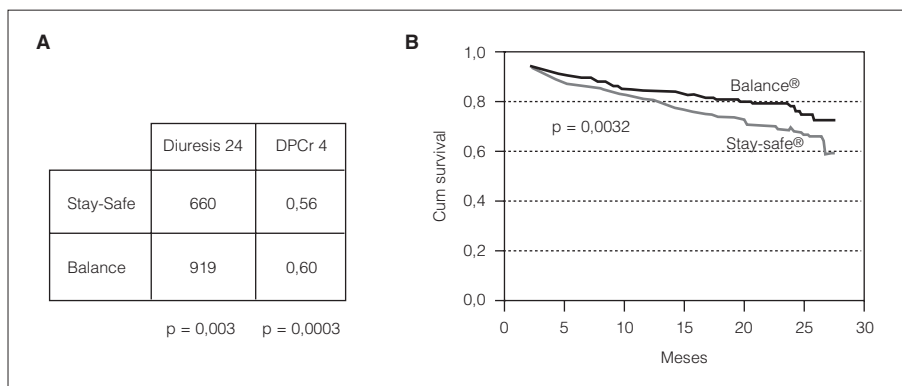 A
Diuresis 24 DPCr 4
Stay-Safe 660 0,56
Balance 919 0,60
p = 0,003 p = 0,0003
B
1,0
0,8
0,6
0,4
0,2
0,0
Cum survival
Balance®
p = 0,0032
Stay-safe®
0 5 10 15 20 25 30
Meses